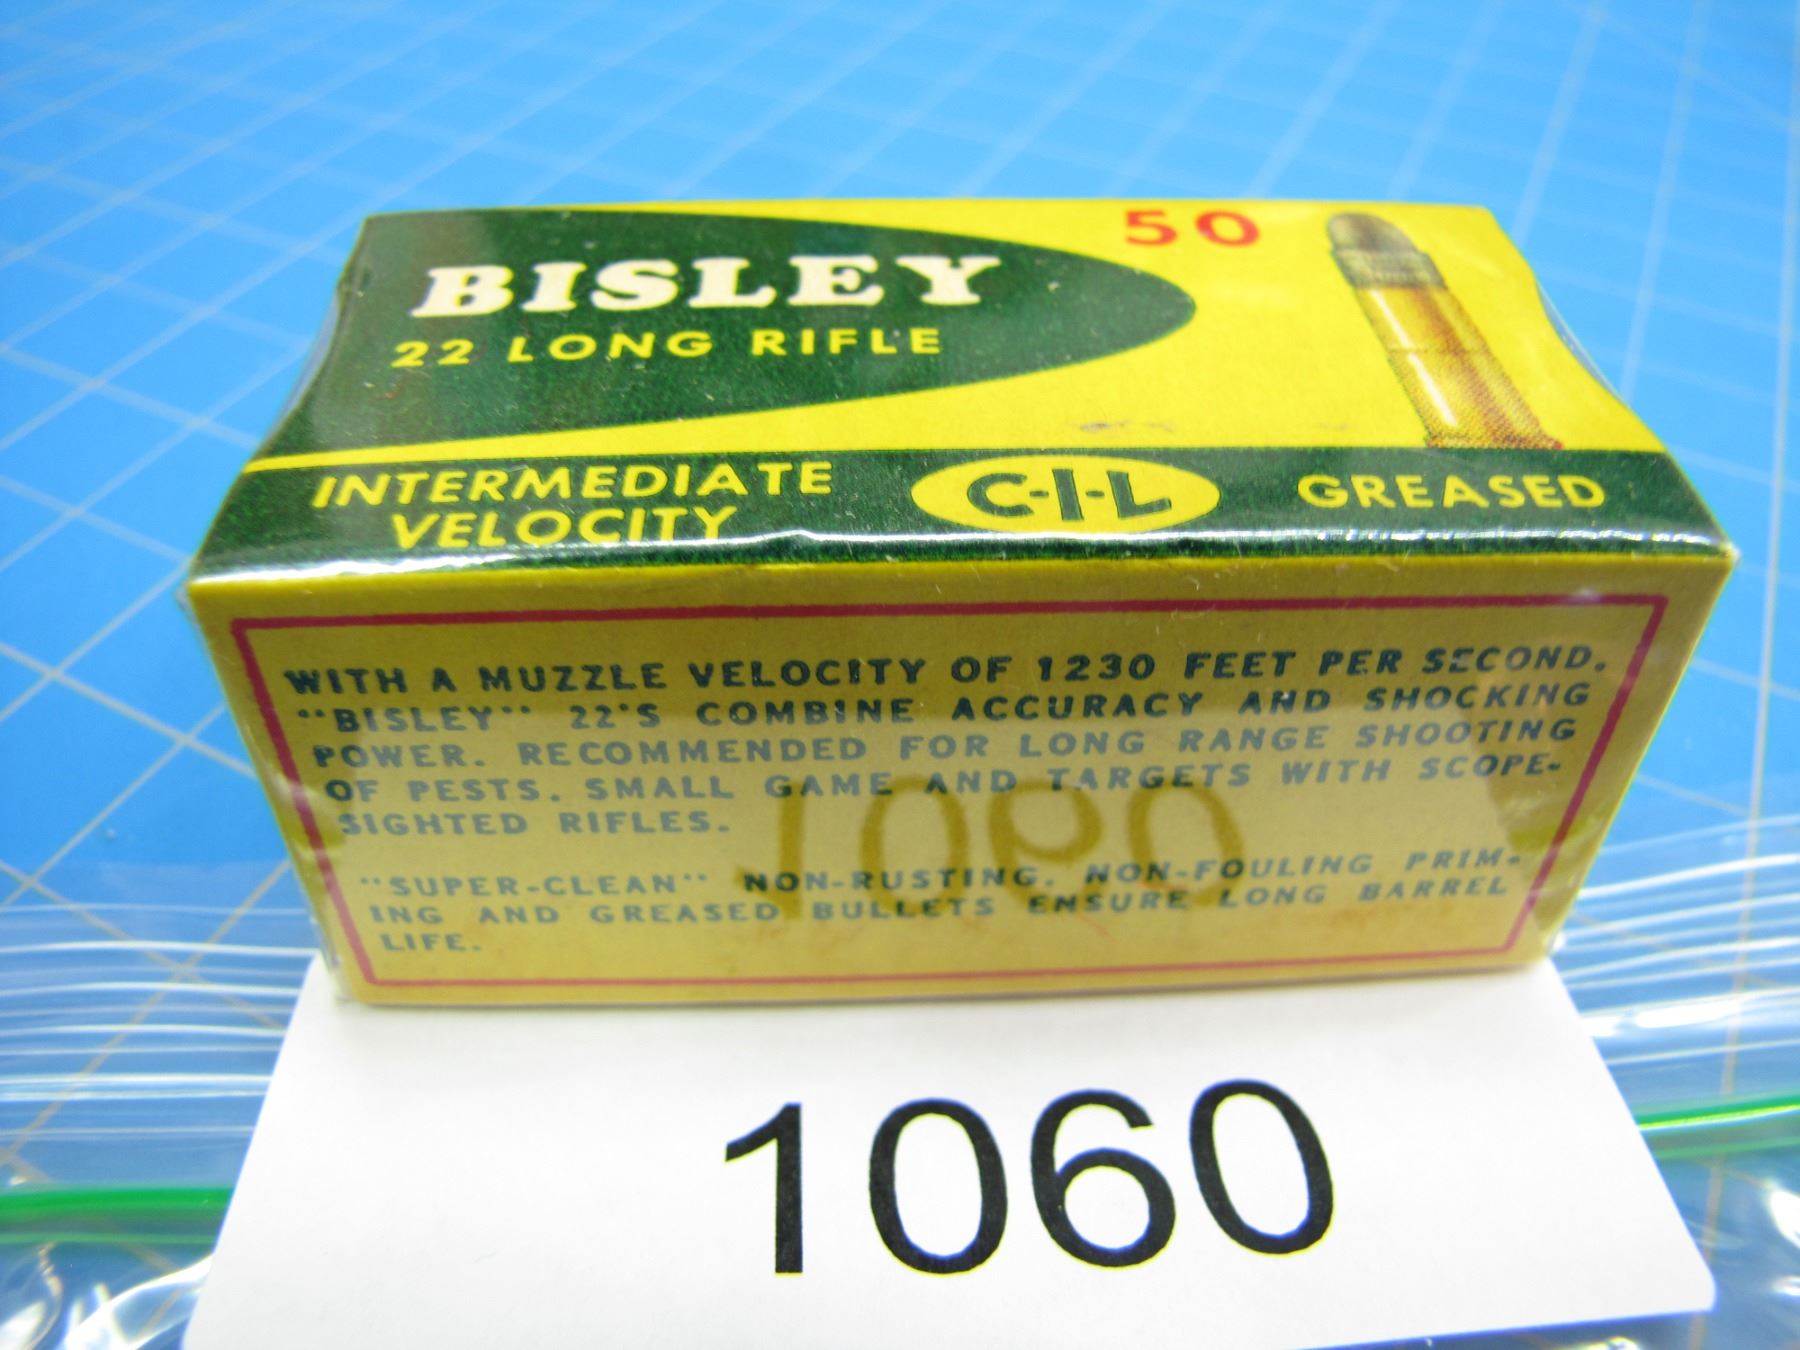 BISLEY
22 LONG RIFLE
50
INTERMEDIATE
VELOCITY
C-I-L
GREASED
WITH A MUZZLE VELOCITY OF 1230 FEET PER SECOND.
"BISLEY" 22'S COMBINE ACCURACY AND SHOCKING
POWER. RECOMMENDED FOR LONG RANGE SHOOTING
OF PESTS. SMALL GAME AND TARGETS WITH SCOPE-
SIGHTED RIFLES.
"SUPER-CLEAN" NON-RUSTING. NON-FOULING PRIM-
ING AND GREASED BULLETS ENSURE LONG BARREL
LIFE.
1060